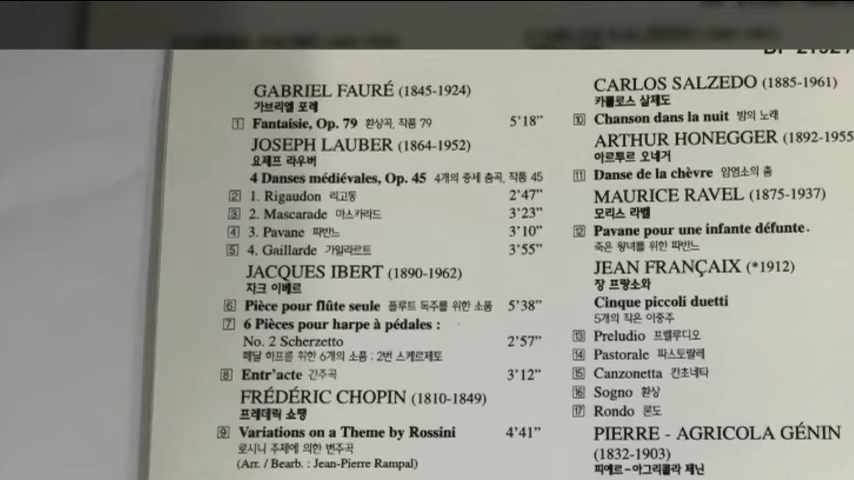 GABRIEL FAURÉ (1845-1924)
가브리엘 포레
1 Fantaisie, Op. 79 환상곡, 작품 79 5'18"
JOSEPH LAUBER (1864-1952)
요제프 라우버
4 Danses médiévales, Op. 45 4개의 중세 춤곡, 작품 45
2 1. Rigaudon 리고동 2'47"
3 2. Mascarade 마스카라드 3'23"
4 3. Pavane 파반느 3'10"
5 4. Gaillarde 가일라르트 3'55"
JACQUES IBERT (1890-1962)
자크 이베르
6 Pièce pour flûte seule 플루트 독주를 위한 소품 5'38"
7 6 Pièces pour harpe à pédales :
No. 2 Scherzetto 2'57"
페달 하프를 위한 6개의 소품 : 2번 스케르제토
8 Entr'acte 간주곡 3'12"
FRÉDÉRIC CHOPIN (1810-1849)
프레데릭 쇼팽
9 Variations on a Theme by Rossini 4'41"
로시니 주제에 의한 변주곡
(Arr. / Bearb. : Jean-Pierre Rampal)
CARLOS SALZEDO (1885-1961)
카를로스 살제도
10 Chanson dans la nuit 밤의 노래
ARTHUR HONEGGER (1892-1955
아르투르 오네거
11 Danse de la chèvre 암염소의 춤
MAURICE RAVEL (1875-1937)
모리스 라벨
12 Pavane pour une infante défunte.
죽은 왕녀를 위한 파반느
JEAN FRANÇAIX (*1912)
장 프랑소와
Cinque piccoli duetti
5개의 작은 이중주
13 Preludio 프렐루디오
14 Pastorale 파스토랄레
15 Canzonetta 칸초네타
16 Sogno 환상
17 Rondo 론도
PIERRE - AGRICOLA GÉNIN
(1832-1903)
피에르-아그리콜라 제닌